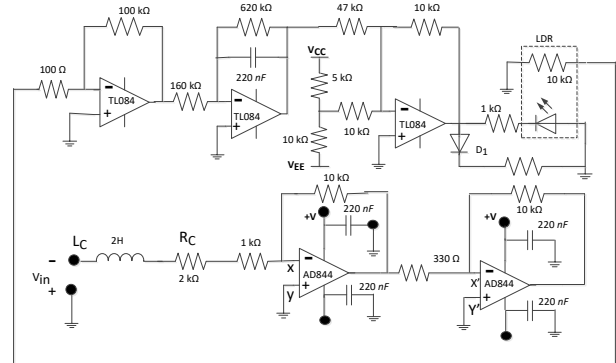 100 kΩ
620 kΩ
47 kΩ
10 kΩ
LDR
100 Ω
220 nF
VCC
10 kΩ
160 kΩ
5 kΩ
1 kΩ
TL084
TL084
10 kΩ
10 kΩ
TL084
D1
VEE
10 kΩ
10 kΩ
+V
220 nF
V
220 nF
LC
2H
RC
1 kΩ
330 Ω
- x
- X'
Vin
2 kΩ
AD844
AD844
+
y
220 nF
Y'
220 nF